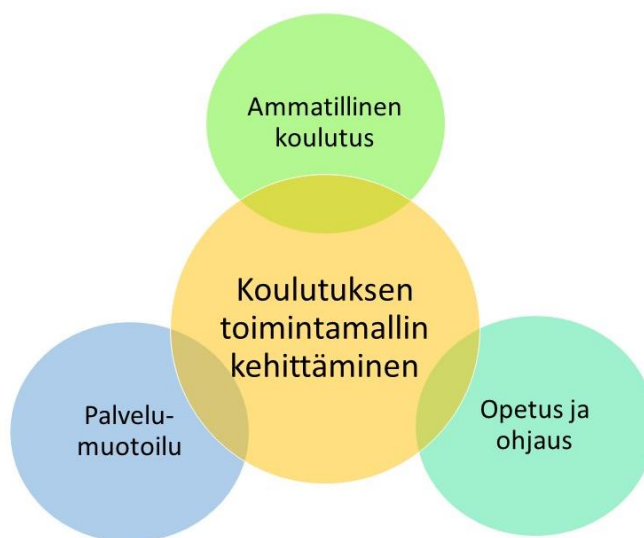 Ammatillinen
koulutus
Koulutuksen
toimintamallin
kehittäminen
Palvelu-
muotoilu
Opetus ja
ohjaus